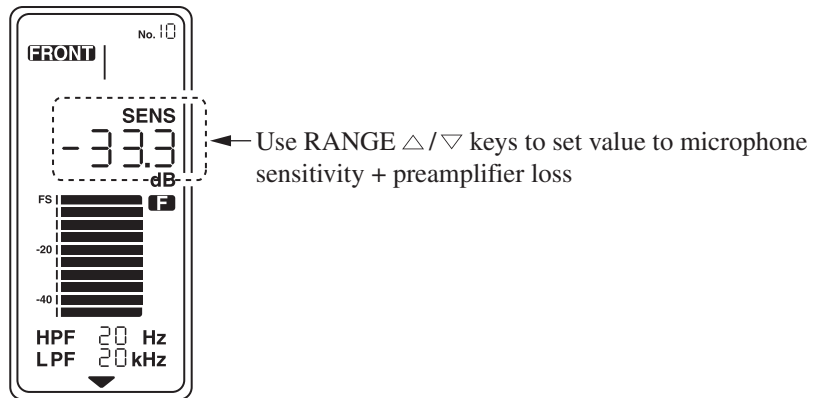 No. 10
FRONT
SENS
-33.3
dB
FS
F
-20
-40
HPF 20 Hz
LPF 20 kHz
Use RANGE △ / ▽ keys to set value to microphone
sensitivity + preamplifier loss